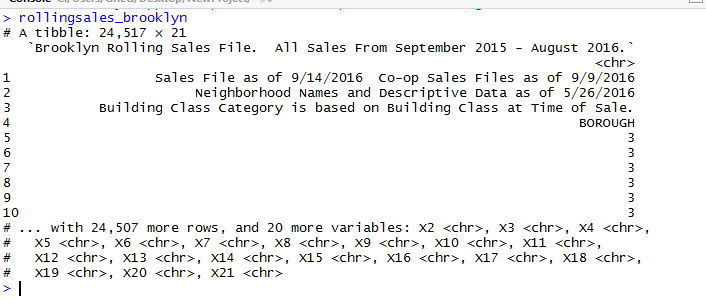 > rollingsales_brooklyn
# A tibble: 24,517 × 21
`Brooklyn Rolling Sales File.  All Sales From September 2015 - August 2016.`
<chr>
1 Sales File as of 9/14/2016  Co-op Sales Files as of 9/9/2016
2 Neighborhood Names and Descriptive Data as of 5/26/2016
3 Building Class Category is based on Building Class at Time of Sale.
4 BOROUGH
5 3
6 3
7 3
8 3
9 3
10 3
# ... with 24,507 more rows, and 20 more variables: X2 <chr>, X3 <chr>, X4 <chr>,
#   X5 <chr>, X6 <chr>, X7 <chr>, X8 <chr>, X9 <chr>, X10 <chr>, X11 <chr>,
#   X12 <chr>, X13 <chr>, X14 <chr>, X15 <chr>, X16 <chr>, X17 <chr>, X18 <chr>,
#   X19 <chr>, X20 <chr>, X21 <chr>
>